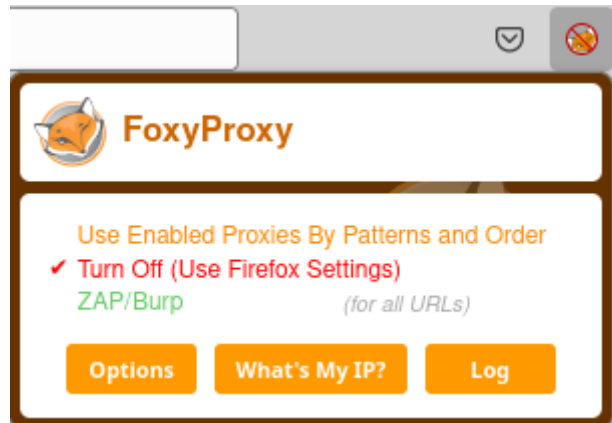 FoxyProxy
Use Enabled Proxies By Patterns and Order
✔ Turn Off (Use Firefox Settings)
ZAP/Burp (for all URLs)
Options What's My IP? Log